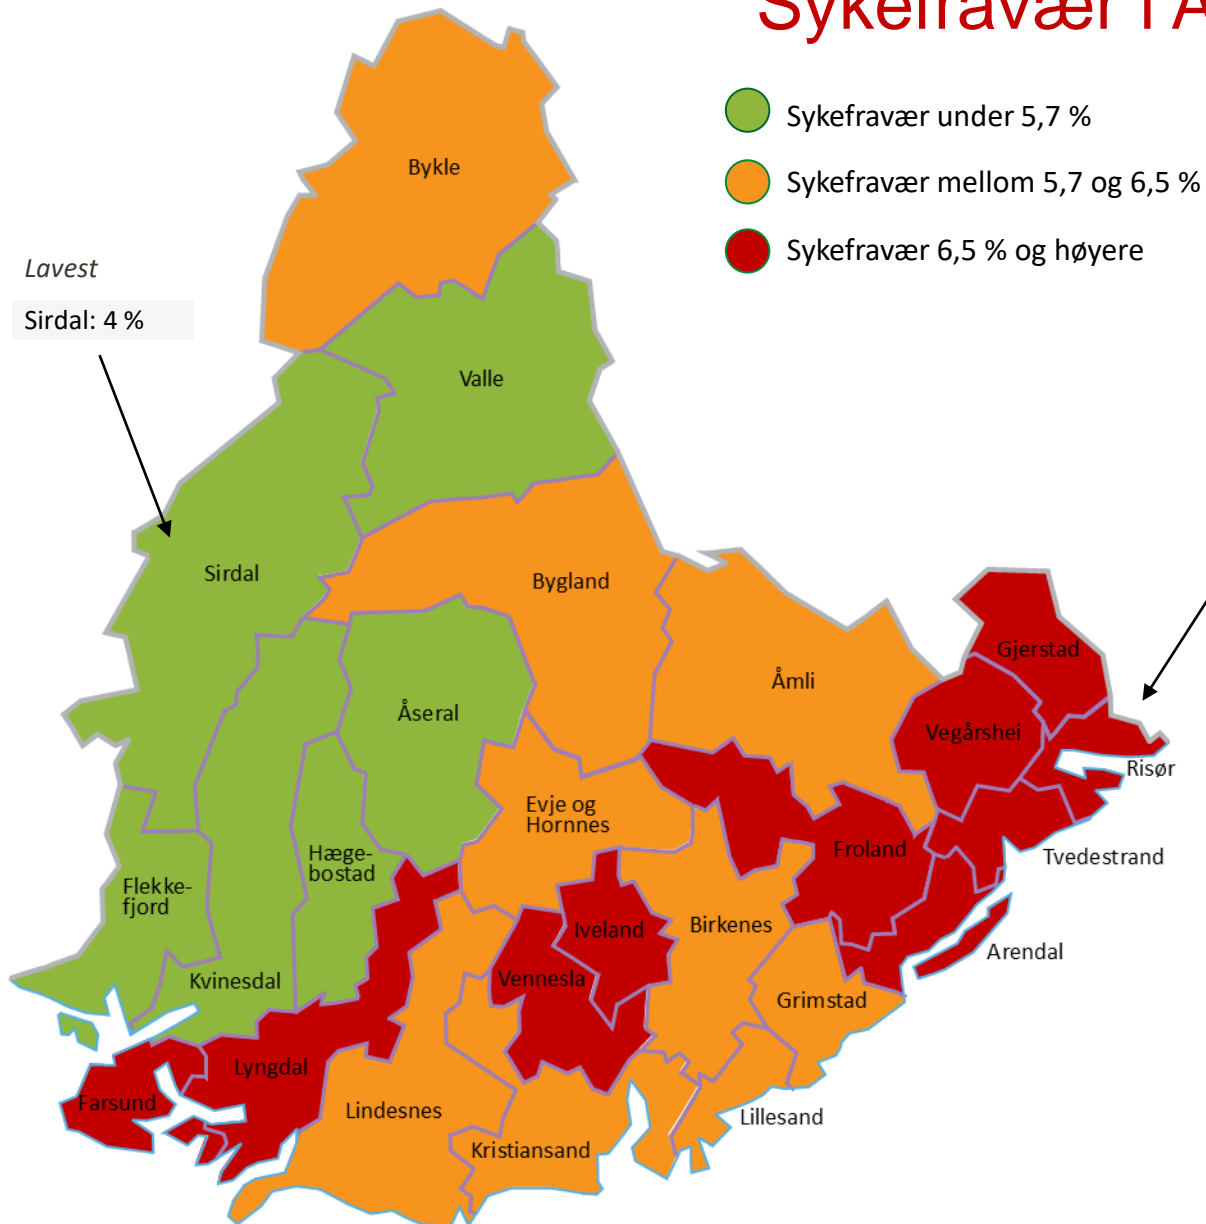 Sykefravær i A
Sykefravær under 5,7 %
Sykefravær mellom 5,7 og 6,5 %
Sykefravær 6,5 % og høyere
Lavest
Sirdal: 4 %
Bykle
Valle
Sirdal
Bygland
Åmli
Gjerstad
Åseral
Vegårshei
Risør
Evje og
Hornnes
Froland
Tvedestrand
Hæge-
bostad
Flekke-
fjord
Iveland
Birkenes
Arendal
Kvinesdal
Vennesla
Grimstad
Lyngdal
Farsund
Lindesnes
Lillesand
Kristiansand